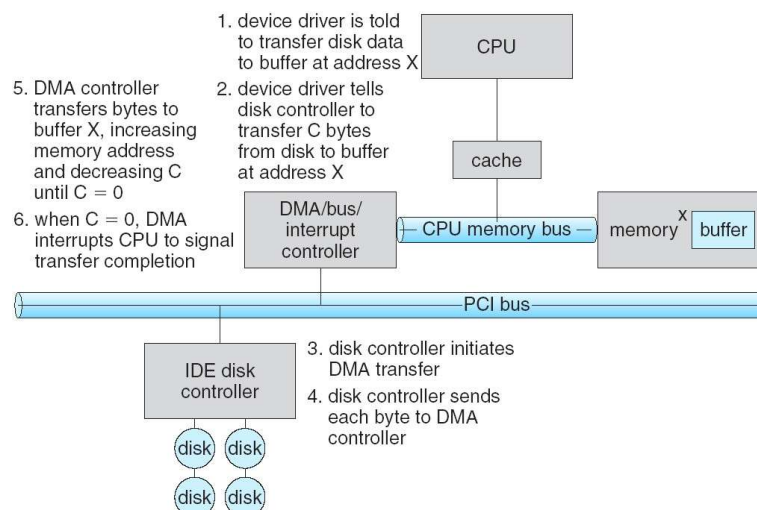 1. device driver is told
to transfer disk data
to buffer at address X
CPU
5. DMA controller
transfers bytes to
buffer X, increasing
memory address
and decreasing C
until C = 0
2. device driver tells
disk controller to
transfer C bytes
from disk to buffer
at address X
cache
6. when C = 0, DMA
interrupts CPU to signal
transfer completion
DMA/bus/
interrupt
controller
CPU memory bus
memory
X
buffer
PCI bus
IDE disk
controller
3. disk controller initiates
DMA transfer
4. disk controller sends
each byte to DMA
controller
disk
disk
disk
disk